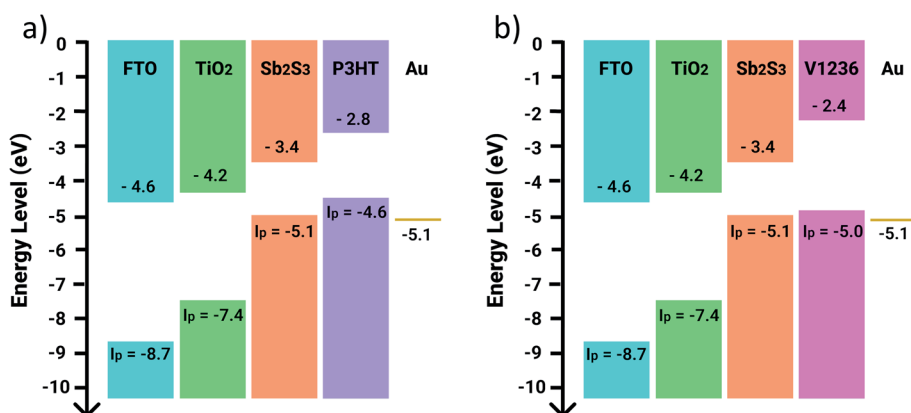 a)
Energy Level (eV)
0
-1
-2
-3
-4
-5
-6
-7
-8
-9
-10
FTO
TiO2
Sb2S3
P3HT
Au
- 4.6
- 4.2
- 3.4
- 2.8
Ip = -8.7
Ip = -7.4
Ip = -5.1
Ip = -4.6
-5.1
b)
Energy Level (eV)
0
-1
-2
-3
-4
-5
-6
-7
-8
-9
-10
FTO
TiO2
Sb2S3
V1236
Au
- 4.6
- 4.2
- 3.4
- 2.4
Ip = -8.7
Ip = -7.4
Ip = -5.1
Ip = -5.0
-5.1